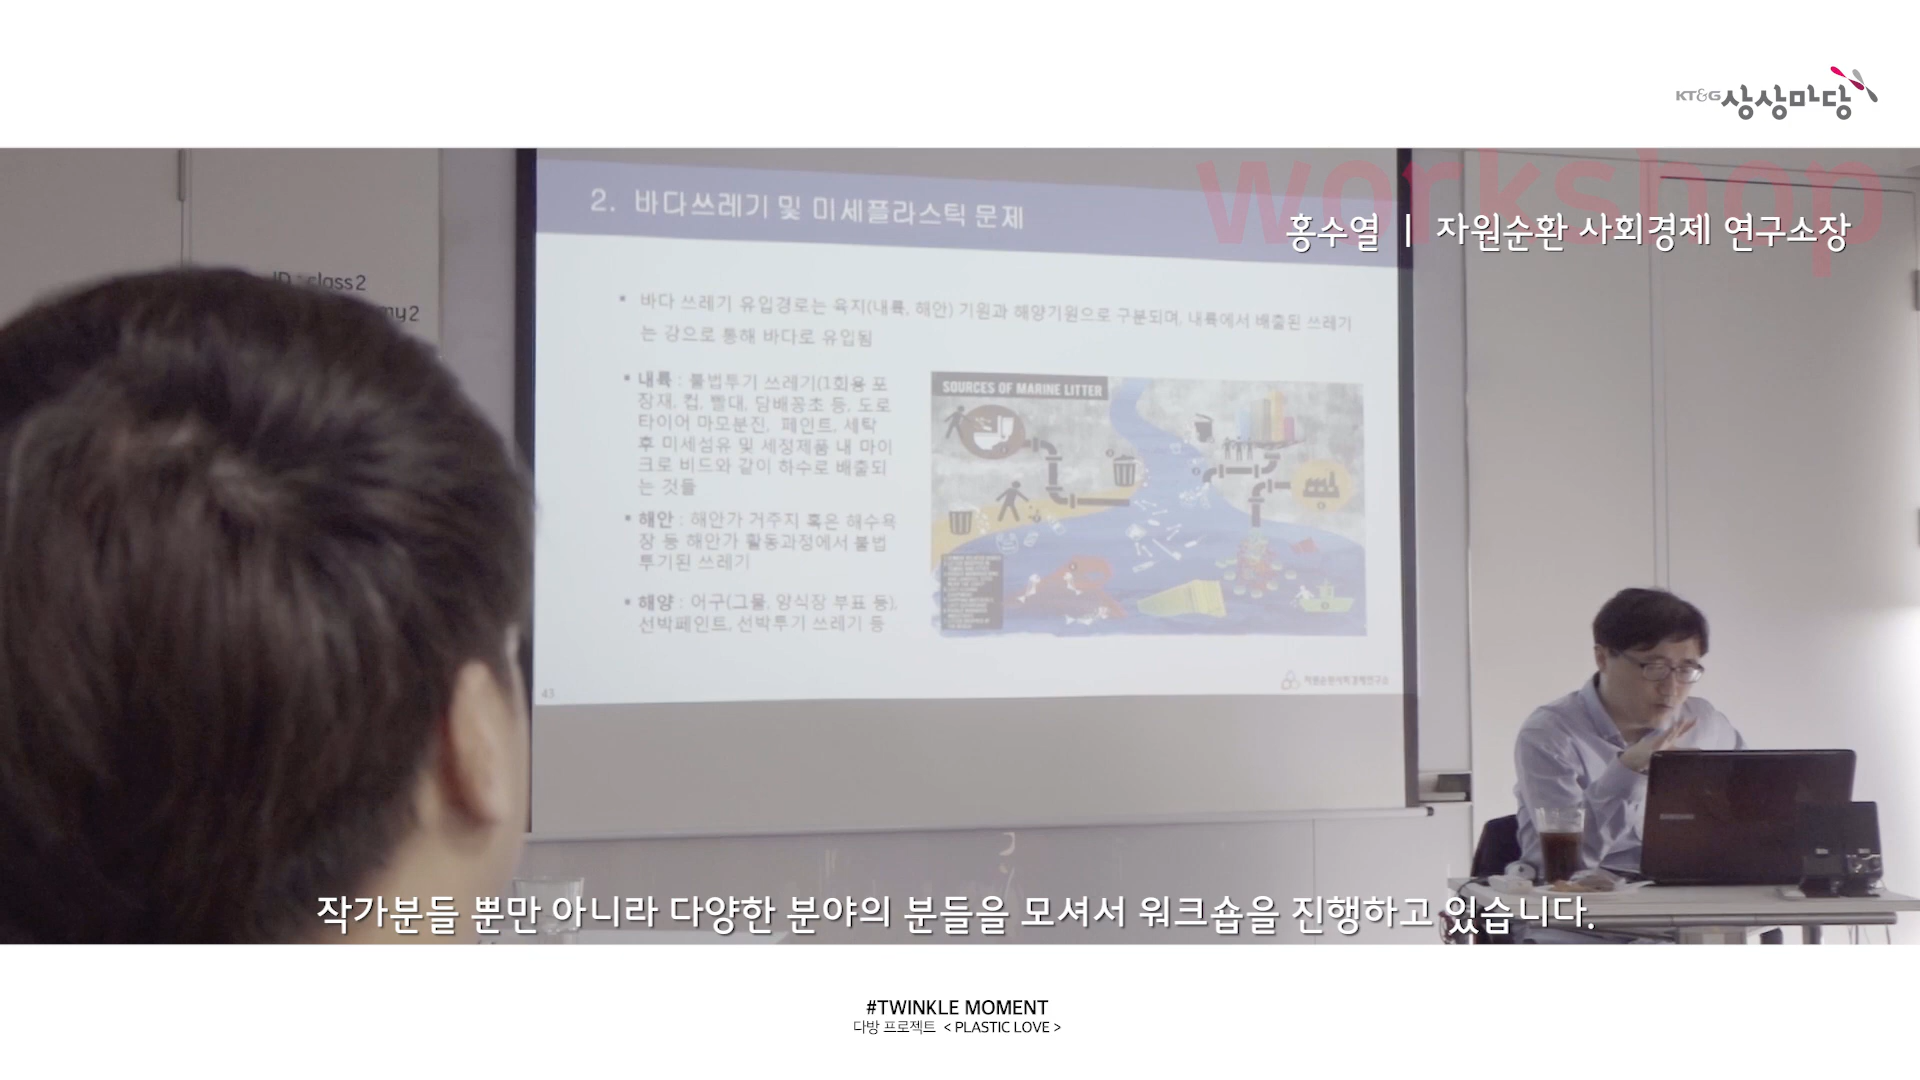 KT&G 상상마당
workshop
홍수열 | 자원순환 사회경제 연구소장
ID : class2
my2
2. 바다쓰레기 및 미세플라스틱 문제
▪ 바다 쓰레기 유입경로는 육지(내륙, 해안) 기원과 해양기원으로 구분되며, 내륙에서 배출된 쓰레기
는 강으로 통해 바다로 유입됨
▪ 내륙 : 불법투기 쓰레기(1회용 포
장재, 컵, 빨대, 담배꽁초 등, 도로
타이어 마모분진, 페인트, 세탁
후 미세섬유 및 세정제품 내 마이
크로 비드와 같이 하수로 배출되
는 것들
▪ 해안 : 해안가 거주지 혹은 해수욕
장 등 해안가 활동과정에서 불법
투기된 쓰레기
▪ 해양 : 어구(그물, 양식장 부표 등),
선박페인트, 선박투기 쓰레기 등
SOURCES OF MARINE LITTER
43
자원순환사회경제연구소
SAMSUNG
작가분들 뿐만 아니라 다양한 분야의 분들을 모셔서 워크숍을 진행하고 있습니다.
#TWINKLE MOMENT
다방 프로젝트 < PLASTIC LOVE >